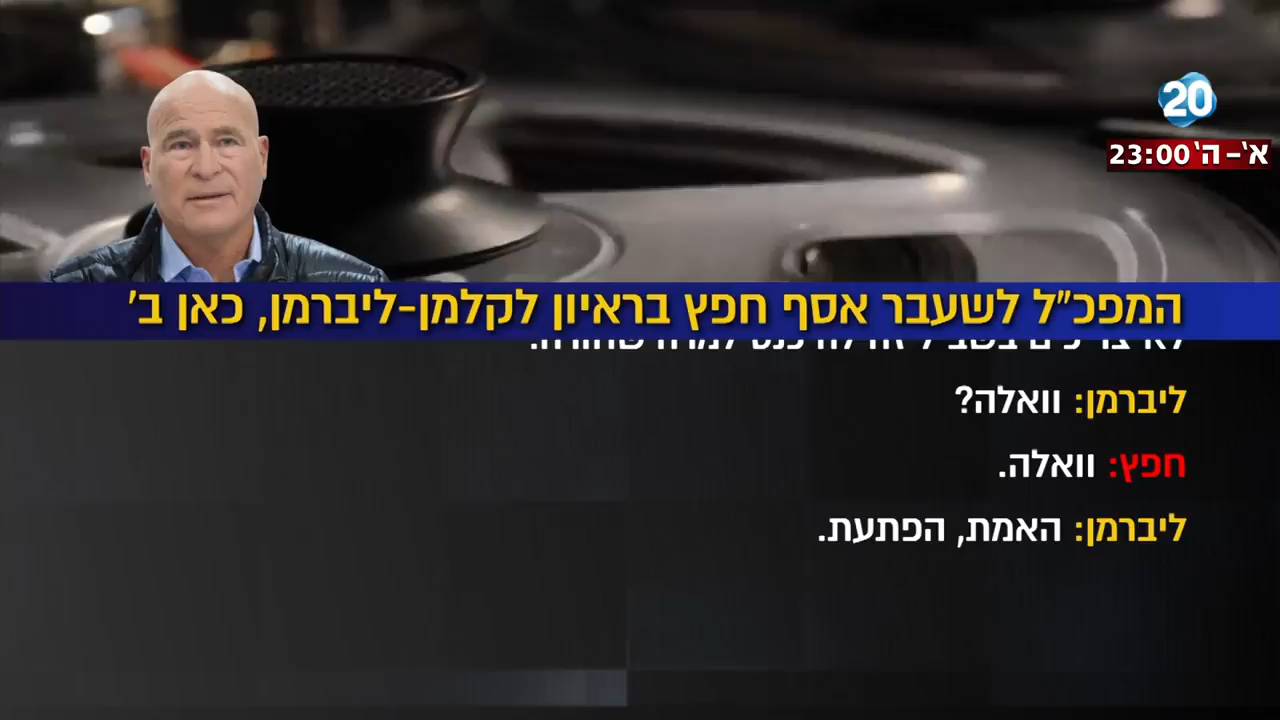 20
א'-ה' 23:00
המפכ"ל לשעבר אסף חפץ בראיון לקלמן-ליברמן, כאן ב'
ליברמן: וואלה?
חפץ: וואלה.
ליברמן: האמת, הפתעת.